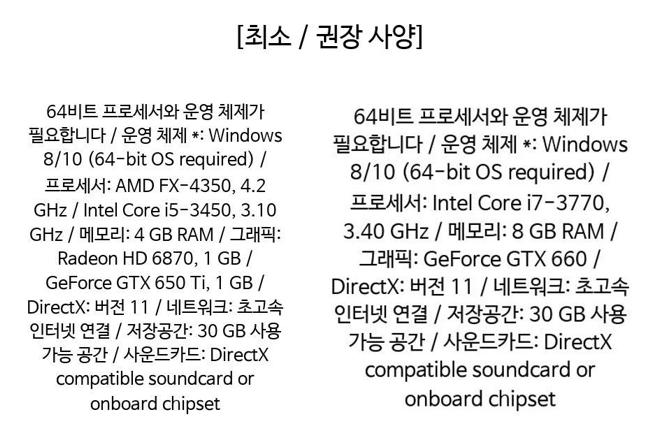 [최소 / 권장 사양]
64비트 프로세서와 운영 체제가
필요합니다 / 운영 체제 *: Windows
8/10 (64-bit OS required) /
프로세서: AMD FX-4350, 4.2
GHz / Intel Core i5-3450, 3.10
GHz / 메모리: 4 GB RAM / 그래픽:
Radeon HD 6870, 1 GB /
GeForce GTX 650 Ti, 1 GB /
DirectX: 버전 11 / 네트워크: 초고속
인터넷 연결 / 저장공간: 30 GB 사용
가능 공간 / 사운드카드: DirectX
compatible soundcard or
onboard chipset
64비트 프로세서와 운영 체제가
필요합니다 / 운영 체제 *: Windows
8/10 (64-bit OS required) /
프로세서: Intel Core i7-3770,
3.40 GHz / 메모리: 8 GB RAM /
그래픽: GeForce GTX 660 /
DirectX: 버전 11 / 네트워크: 초고속
인터넷 연결 / 저장공간: 30 GB 사용
가능 공간 / 사운드카드: DirectX
compatible soundcard or
onboard chipset